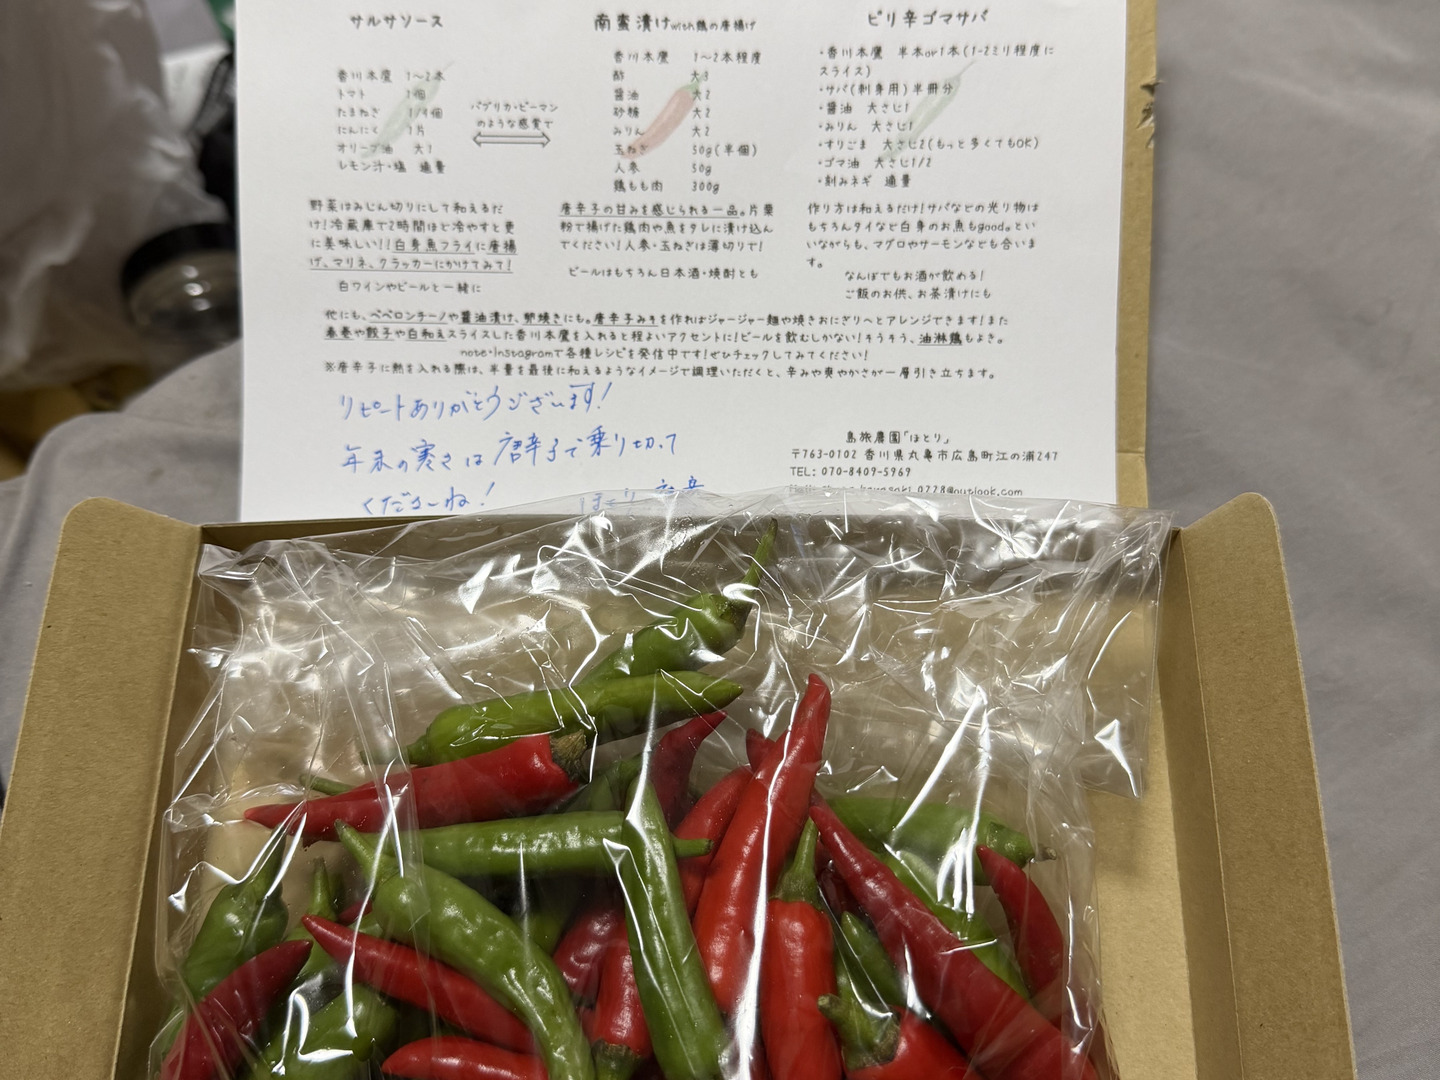 サルサソース
香川本鷹 1〜2本
トマト 1個
たまねぎ 1/4個
にんにく 1片
オリーブ油 大1
レモン汁・塩 適量
野菜はみじん切りにして和えるだ
け!冷蔵庫で2時間ほど冷やすと更
に美味しい!!白身魚フライに唐揚
げ、マリネ、クラッカーにかけてみて!
白ワインやビールと一緒に
パプリカ・ピーマン
のような感覚で
南蛮漬けwith鶏の唐揚げ
香川本鷹 1〜2本程度
酢 大3
醤油 大2
砂糖 大2
みりん 大2
玉ねぎ 50g(半個)
人参 50g
鶏もも肉 300g
唐辛子の甘みを感じられる一品。片栗
粉で揚げた鶏肉や魚をタレに漬け込ん
でください!人参・玉ねぎは薄切りで!
ビールはもちろん日本酒・焼酎とも
ピリ辛ゴマサバ
・香川本鷹 半本or1本(1-2ミリ程度に
スライス)
・サバ(刺身用)半冊分
・醤油 大さじ1
・みりん 大さじ1
・すりごま 大さじ2(もっと多くてもOK)
・ゴマ油 大さじ1/2
・刻みネギ 適量
作り方は和えるだけ!サバなどの光り物は
もちろんタイなど白身のお魚もgood。とい
いながらも、マグロやサーモンなども合いま
す。
なんぼでもお酒が飲める!
ご飯のお供、お茶漬けにも
他にも、ペペロンチーノや醤油漬け、卵焼きにも。唐辛子みそを作ればジャージャー麺や焼きおにぎりへとアレンジできます!また
春巻や餃子や白和えスライスした香川本鷹を入れると程よいアクセントに!ビールを飲むしかない!そうそう、油淋鶏もよき。
note・Instagramで各種レシピを発信中です!ぜひチェックしてみてください!
※唐辛子に熱を入れる際は、半量を最後に和えるようなイメージで調理いただくと、辛みや爽やかさが一層引き立ちます。
リピートありがとうございます!
年末の寒さは唐辛子で乗り切って
くださいね!
ほとり
島旅農園「ほとり」
〒763-0102 香川県丸亀市広島町江の浦247
TEL: 070-8409-5969
kawasaki.0728@outlook.com